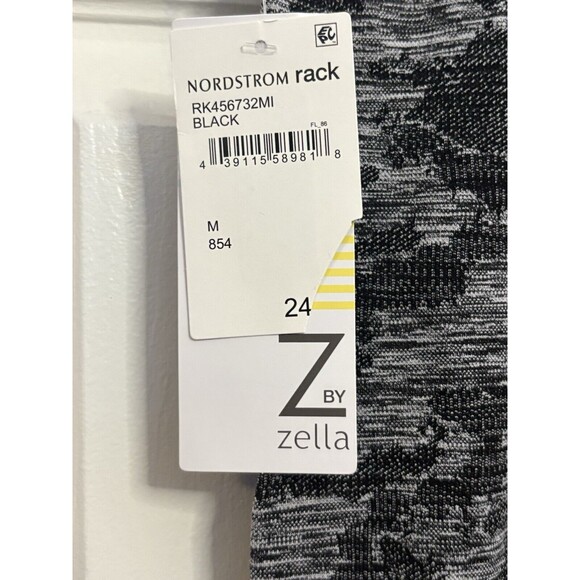 NORDSTROM rack
RK456732MI
BLACK
FL_86
4 39115 58981 8
M
854
24
Z BY
zella